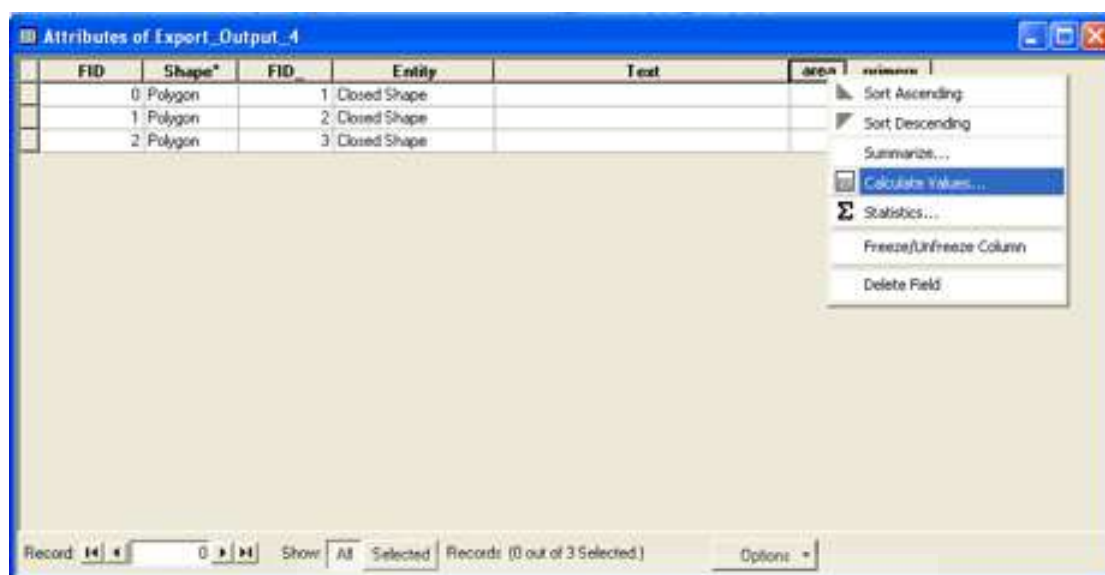 Attributes of Export_Output_4
FID Shape* FID_ Entity Text area
0 Polygon 1 Closed Shape
1 Polygon 2 Closed Shape
2 Polygon 3 Closed Shape
Sort Ascending
Sort Descending
Summarize...
Calculate Values...
Σ Statistics...
Freeze/Unfreeze Column
Delete Field
Record: 0 Show: All Selected Records (0 out of 3 Selected.) Options